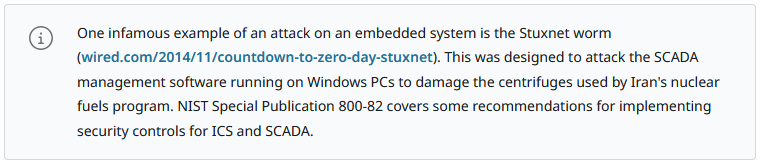 One infamous example of an attack on an embedded system is the Stuxnet worm
(wired.com/2014/11/countdown-to-zero-day-stuxnet). This was designed to attack the SCADA
management software running on Windows PCs to damage the centrifuges used by Iran's nuclear
fuels program. NIST Special Publication 800-82 covers some recommendations for implementing
security controls for ICS and SCADA.